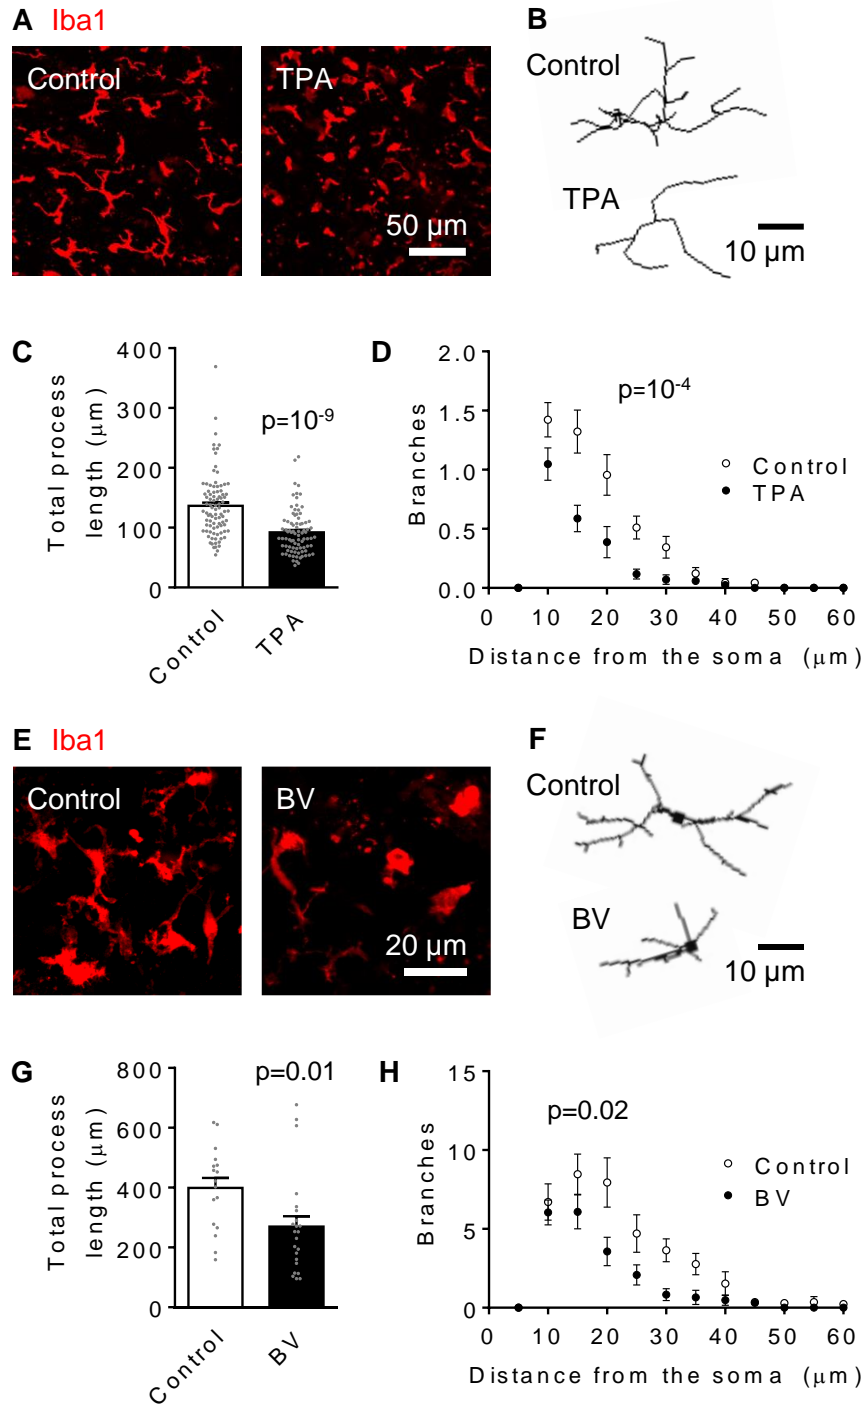 A Iba1
Control
TPA
50 μm
B
Control
TPA
10 μm
C
Total process
length (μm)
400
300
200
100
0
p=10-9
Control
TPA
D
Branches
2.0
1.5
1.0
0.5
0.0
p=10-4
Control
TPA
0 10 20 30 40 50 60
Distance from the soma (μm)
E Iba1
Control
BV
20 μm
F
Control
BV
10 μm
G
Total process
length (μm)
800
600
400
200
0
p=0.01
Control
BV
H
Branches
15
10
5
0
p=0.02
Control
BV
0 10 20 30 40 50 60
Distance from the soma (μm)